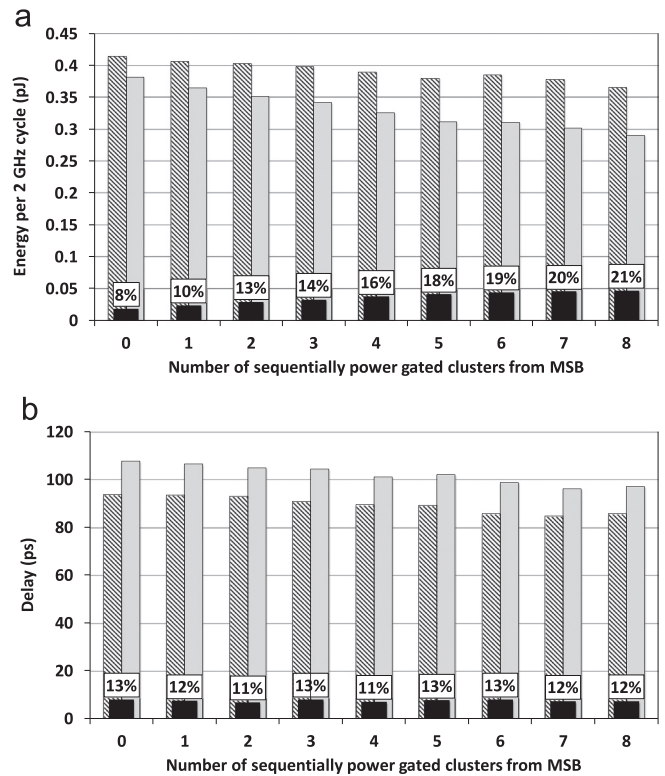 a
Energy per 2 GHz cycle (pJ)
0.45
0.4
0.35
0.3
0.25
0.2
0.15
0.1
0.05
0
8% 10% 13% 14% 16% 18% 19% 20% 21%
0 1 2 3 4 5 6 7 8
Number of sequentially power gated clusters from MSB
b
Delay (ps)
120
100
80
60
40
20
0
13% 12% 11% 13% 11% 13% 13% 12% 12%
0 1 2 3 4 5 6 7 8
Number of sequentially power gated clusters from MSB